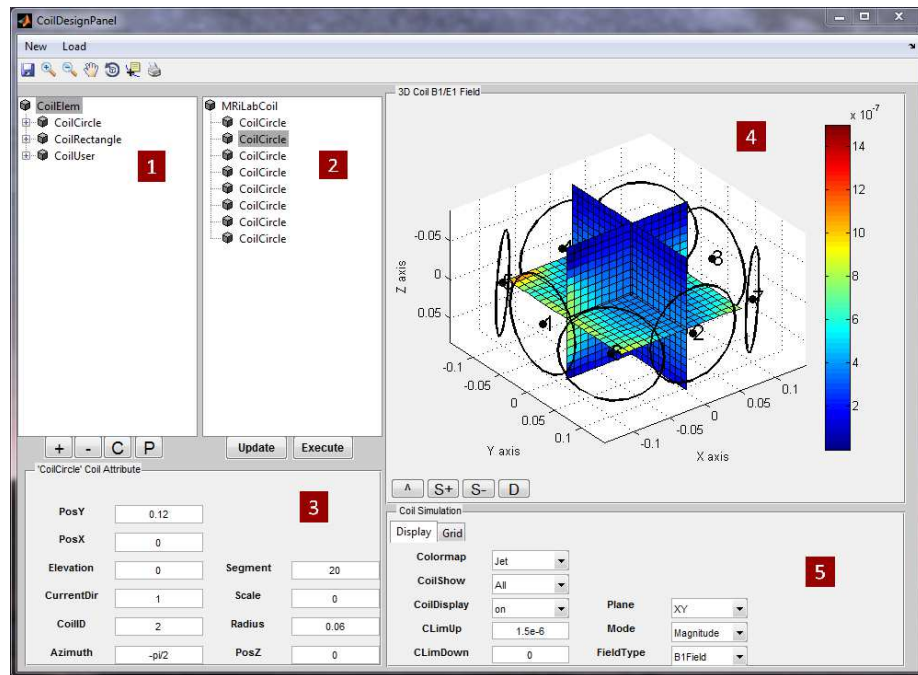 CoilDesignPanel
New Load
CoilElem
CoilCircle
CoilRectangle
CoilUser
1
MRiLabCoil
CoilCircle
CoilCircle
CoilCircle
CoilCircle
CoilCircle
CoilCircle
CoilCircle
CoilCircle
2
+ - C P
Update Execute
3D Coil B1/E1 Field
4
x 10^-7
14
12
10
8
6
4
2
-0.05
0
0.05
Z axis
-0.1
-0.05
0
0.05
0.1
Y axis
-0.1
-0.05
0
0.05
0.1
X axis
1
2
3
^ S+ S- D
'CoilCircle' Coil Attribute
3
PosY 0.12
PosX 0
Elevation 0 Segment 20
CurrentDir 1 Scale 0
CoilID 2 Radius 0.06
Azimuth -pi/2 PosZ 0
Coil Simulation
Display Grid
5
Colormap Jet
CoilShow All
CoilDisplay on Plane XY
CLimUp 1.5e-6 Mode Magnitude
CLimDown 0 FieldType B1Field